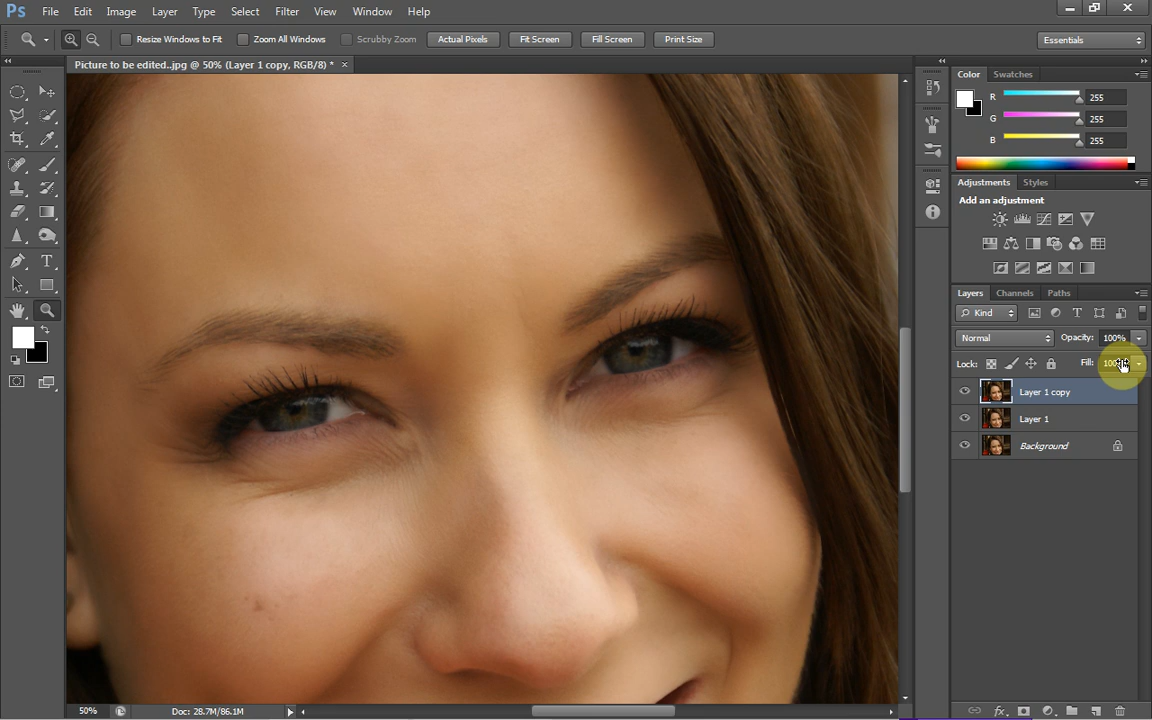 Ps File Edit Image Layer Type Select Filter View Window Help
Resize Windows to Fit Zoom All Windows Scrubby Zoom Actual Pixels Fit Screen Fill Screen Print Size Essentials
Picture to be edited..jpg @ 50% (Layer 1 copy, RGB/8) * ×
Color Swatches
R 255
G 255
B 255
Adjustments Styles
Add an adjustment
Layers Channels Paths
Kind T
Normal Opacity: 100%
Lock: Fill:
Layer 1 copy
Layer 1
Background
fx
50% Doc: 28.7M/86.1M